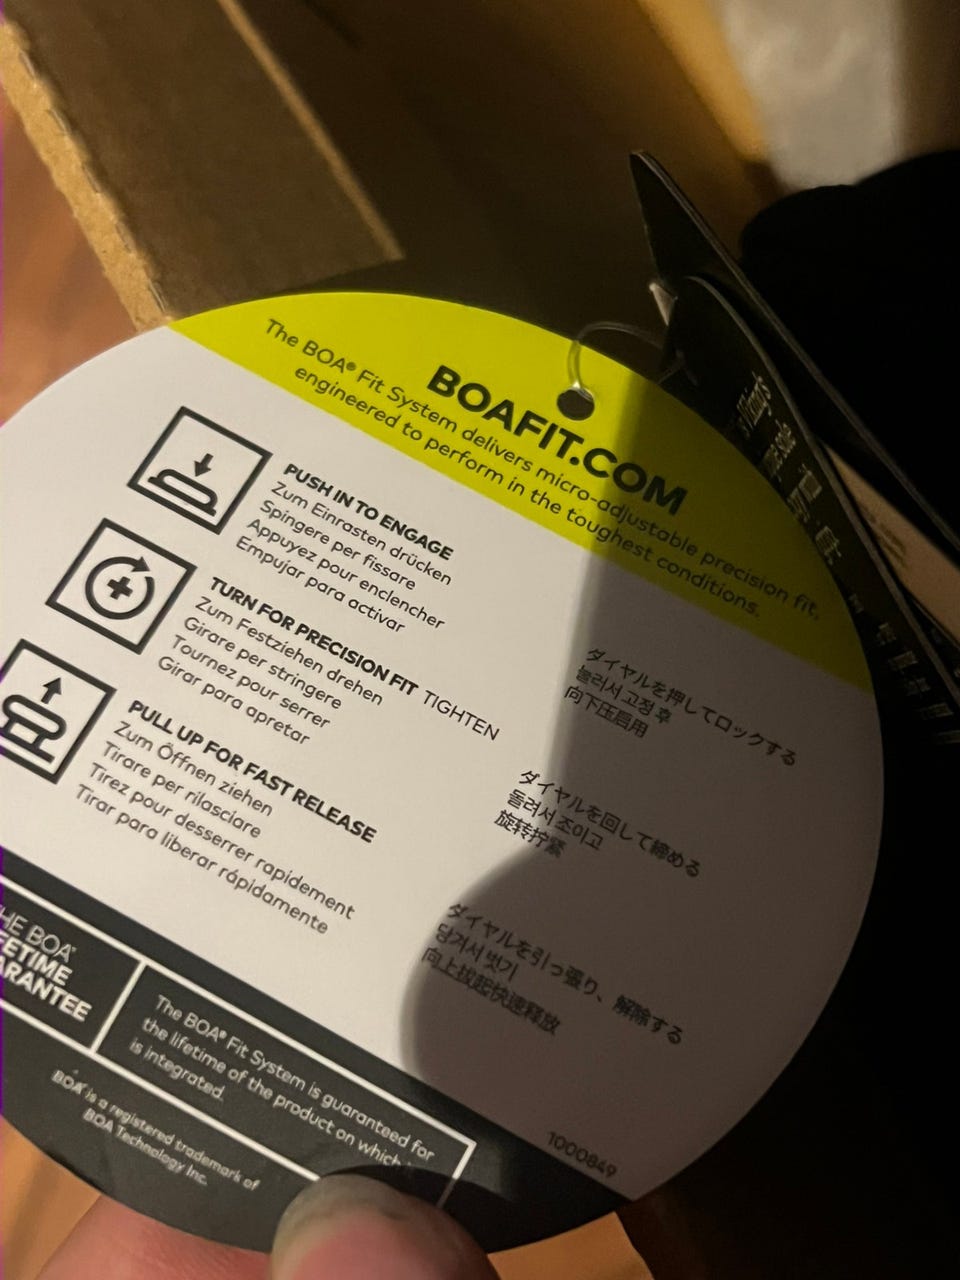 BOAFIT.COM
The BOA® Fit System delivers micro-adjustable precision fit,
engineered to perform in the toughest conditions.
PUSH IN TO ENGAGE
Zum Einrasten drücken
Spingere per fissare
Appuyez pour enclencher
Empujar para activar
ダイヤルを押してロックする
눌러서 고정 후
向下压启用
TURN FOR PRECISION FIT TIGHTEN
Zum Festziehen drehen
Girare per stringere
Tournez pour serrer
Girar para apretar
ダイヤルを回して締める
돌려서 조이고
旋转拧紧
PULL UP FOR FAST RELEASE
Zum Öffnen ziehen
Tirare per rilasciare
Tirez pour desserrer rapidement
Tirar para liberar rápidamente
ダイヤルを引っ張り、解除する
당겨서 벗기
向上拔起快速释放
THE BOA®
LIFETIME
GUARANTEE
The BOA® Fit System is guaranteed for
the lifetime of the product on which
is integrated.
BOA® is a registered trademark of
BOA Technology Inc.
1000849